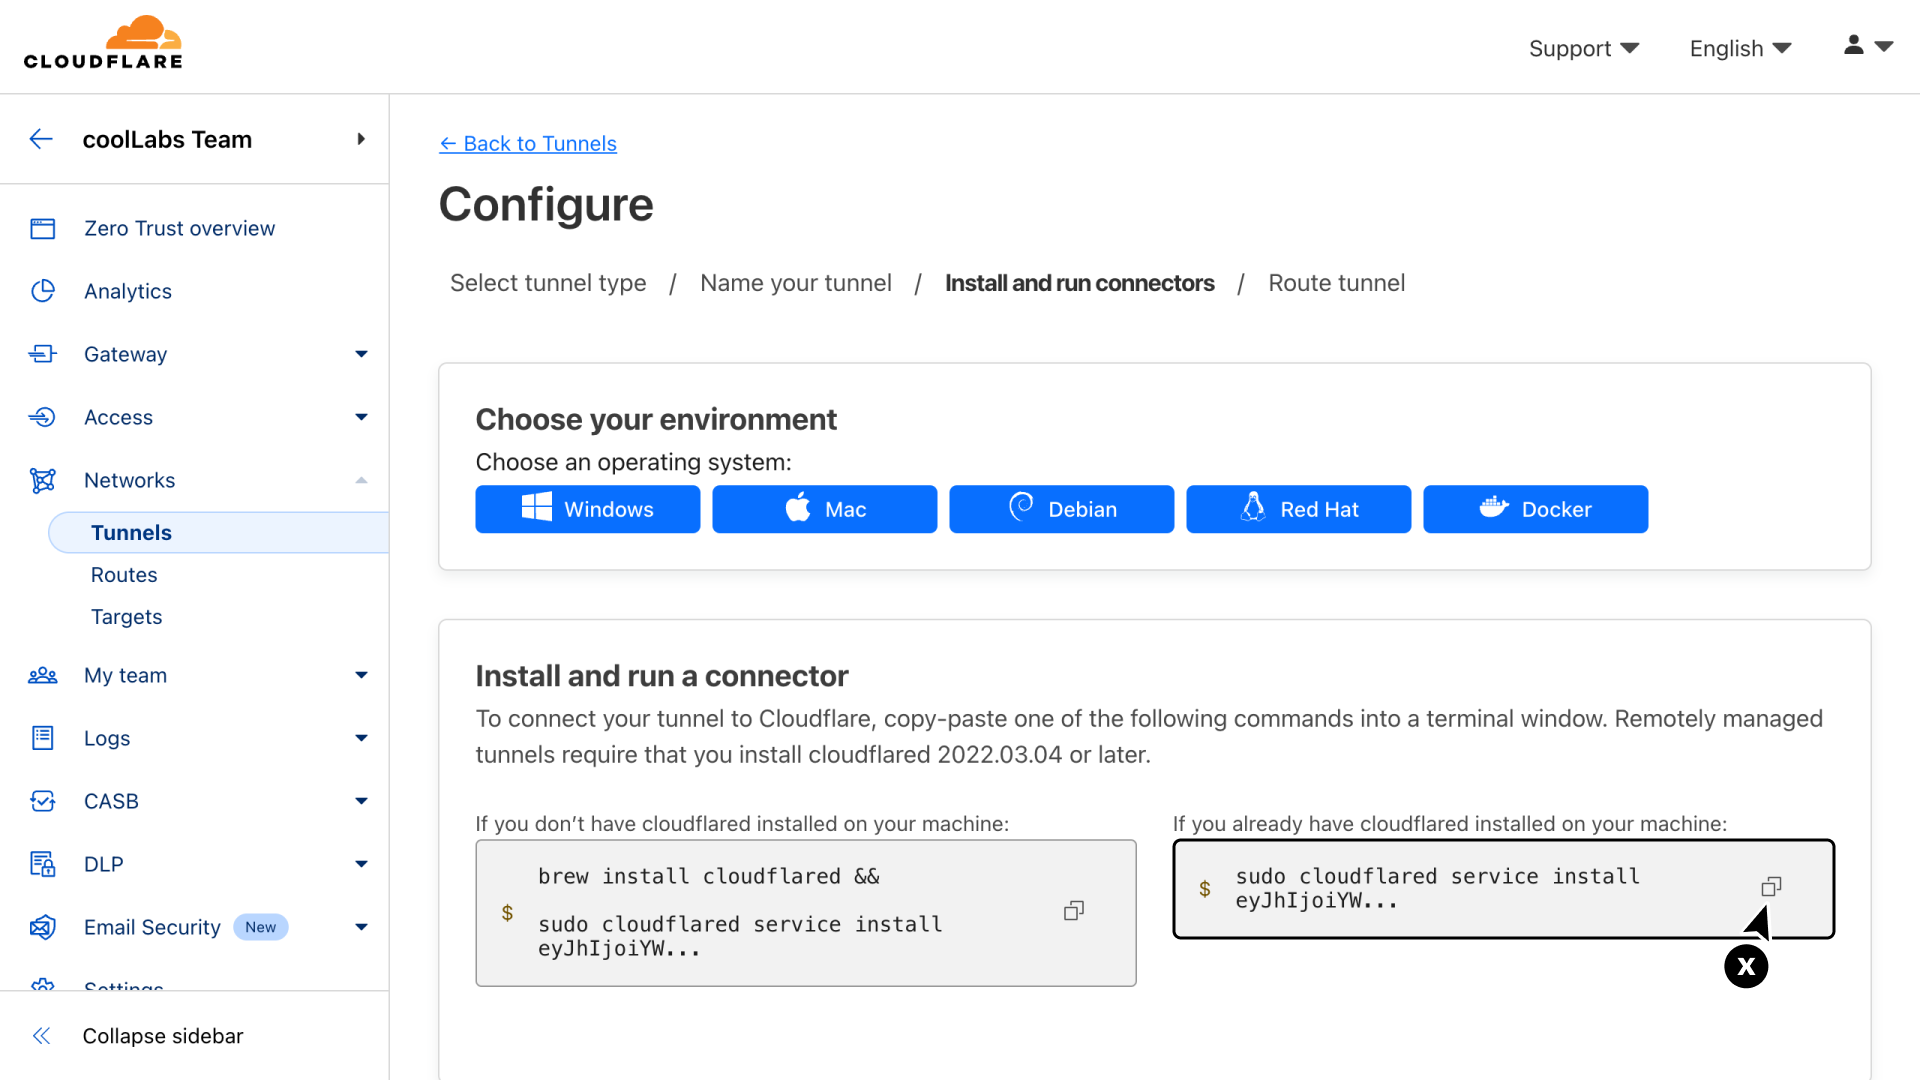 CLOUDFLARE
Support
English
coolLabs Team
Zero Trust overview
Analytics
Gateway
Access
Networks
Tunnels
Routes
Targets
My team
Logs
CASB
DLP
Email Security New
Settings
Collapse sidebar
← Back to Tunnels
Configure
Select tunnel type / Name your tunnel / Install and run connectors / Route tunnel
Choose your environment
Choose an operating system:
Windows
Mac
Debian
Red Hat
Docker
Install and run a connector
To connect your tunnel to Cloudflare, copy-paste one of the following commands into a terminal window. Remotely managed
tunnels require that you install cloudflared 2022.03.04 or later.
If you don’t have cloudflared installed on your machine:
brew install cloudflared &&
$
sudo cloudflared service install
eyJhIjoiYW...
If you already have cloudflared installed on your machine:
$ sudo cloudflared service install
eyJhIjoiYW...
X